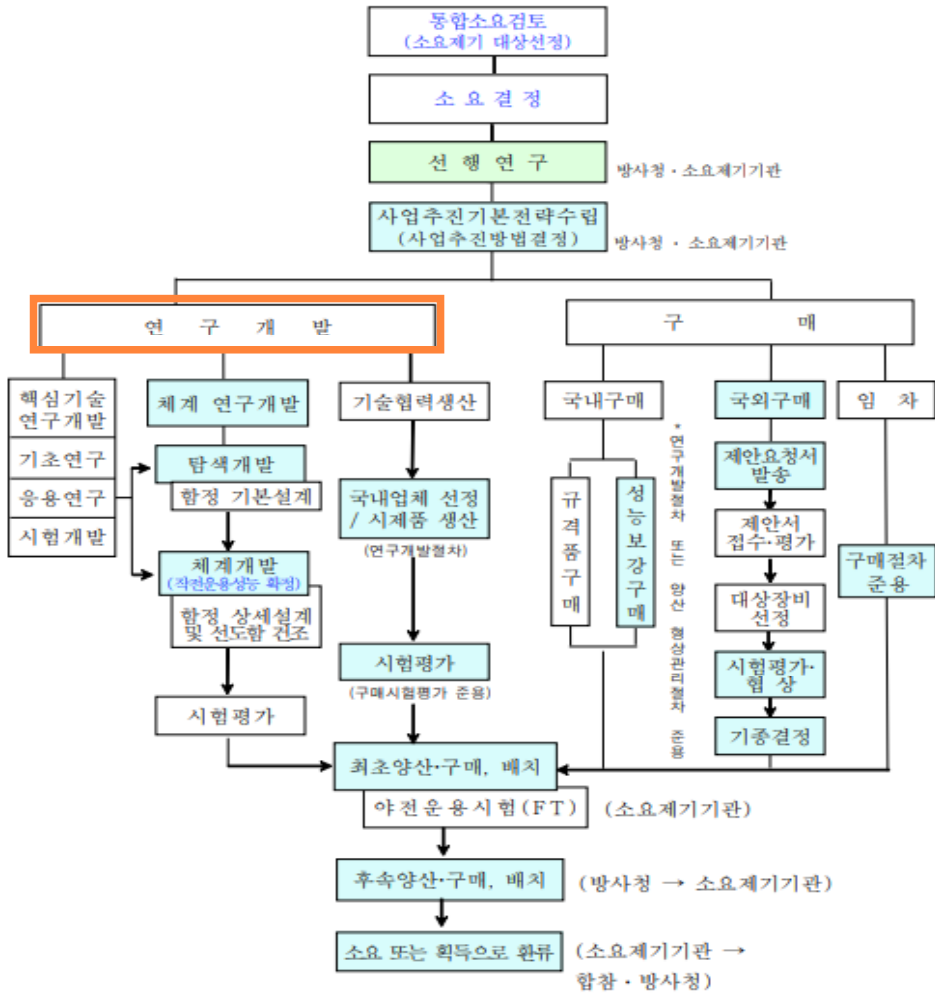 통합소요검토
(소요제기 대상선정)
소 요 결 정
선 행 연 구
방사청·소요제기기관
사업추진기본전략수립
(사업추진방법결정)
방사청·소요제기기관
연 구 개 발
구 매
핵심기술
연구개발
기초연구
응용연구
시험개발
체계 연구개발
탐색개발
함정 기본설계
체계개발
(작전운용성능 확정)
함정 상세설계
및 선도함 건조
시험평가
기술협력생산
국내업체 선정
/ 시제품 생산
(연구개발절차)
시험평가
(구매시험평가 준용)
국내구매
규격품구매
성능보강구매
*연구개발절차 또는 양산 형상관리절차 준용
국외구매
제안요청서
발송
제안서
접수·평가
대상장비
선정
시험평가·
협 상
기종결정
임 차
구매절차
준용
최초양산·구매, 배치
야전운용시험(FT)
(소요제기기관)
후속양산·구매, 배치
(방사청 → 소요제기기관)
소요 또는 획득으로 환류
(소요제기기관 →
합참·방사청)